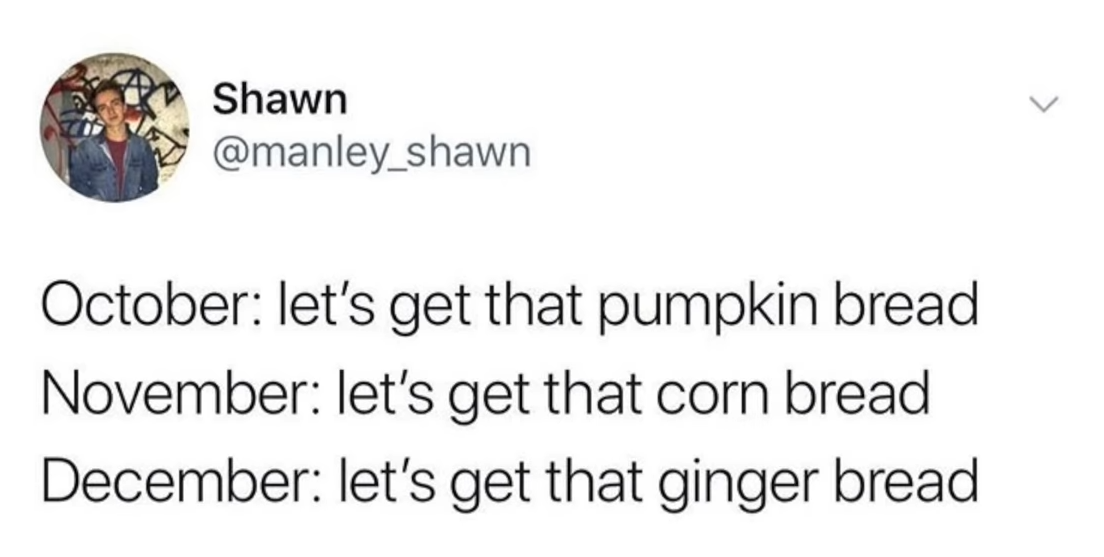 Shawn
@manley_shawn
October: let’s get that pumpkin bread
November: let’s get that corn bread
December: let’s get that ginger bread